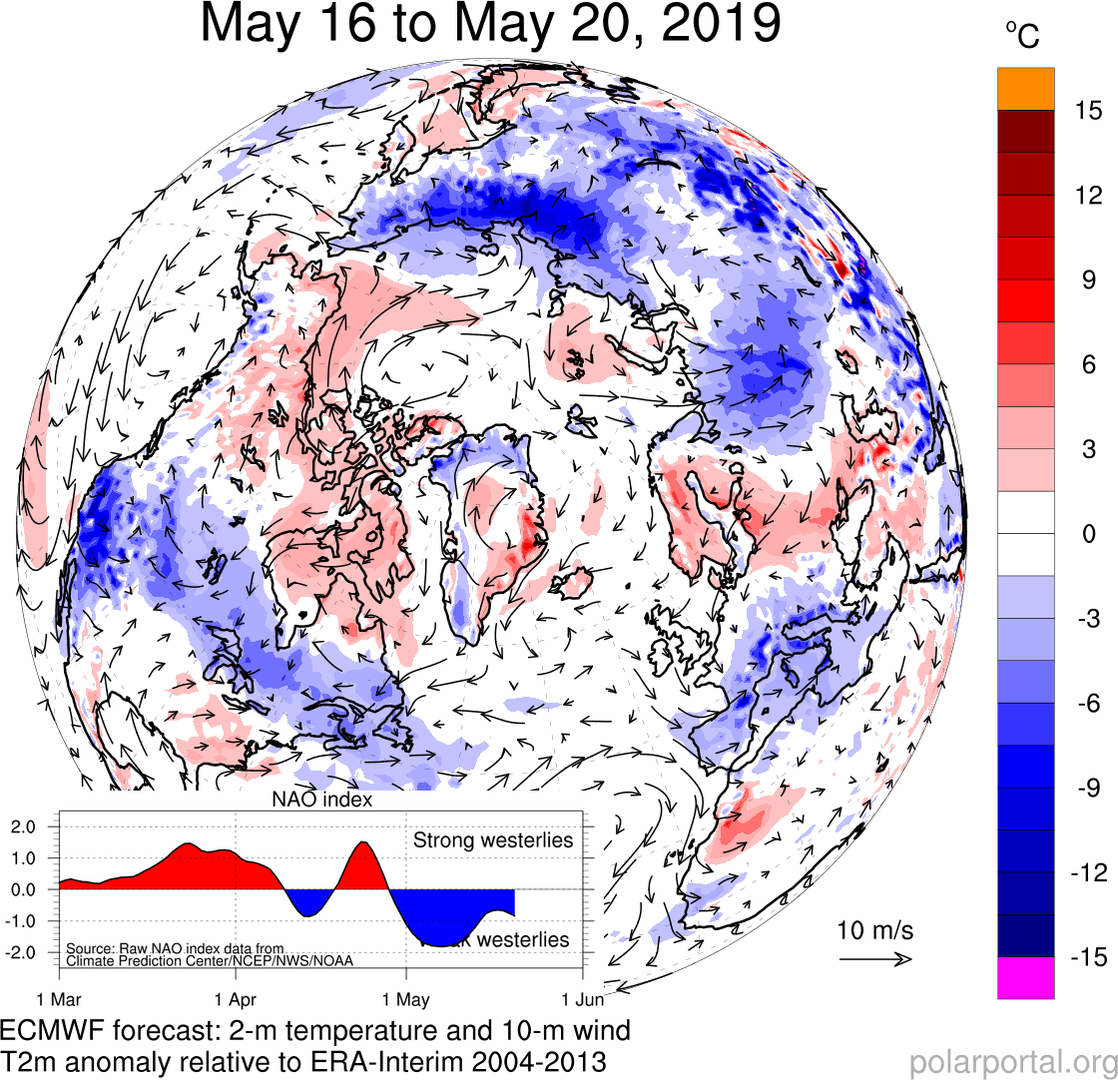 May 16 to May 20, 2019
oC
15
12
9
6
3
0
-3
-6
-9
-12
-15
10 m/s
NAO index
2.0
1.0
0.0
-1.0
-2.0
Strong westerlies
westerlies
Source: Raw NAO index data from
Climate Prediction Center/NCEP/NWS/NOAA
1 Mar
1 Apr
1 May
1 Jun
ECMWF forecast: 2-m temperature and 10-m wind
T2m anomaly relative to ERA-Interim 2004-2013
polarportal.org